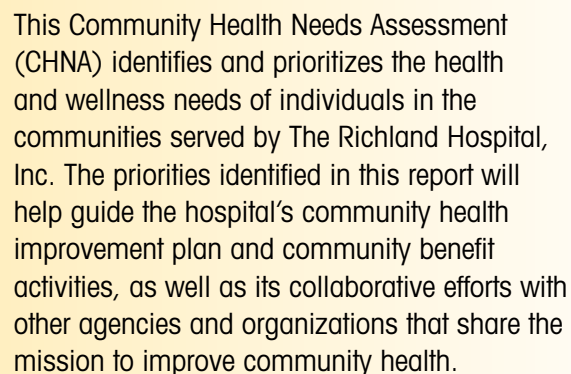 This Community Health Needs Assessment
(CHNA) identifies and prioritizes the health
and wellness needs of individuals in the
communities served by The Richland Hospital,
Inc. The priorities identified in this report will
help guide the hospital’s community health
improvement plan and community benefit
activities, as well as its collaborative efforts with
other agencies and organizations that share the
mission to improve community health.